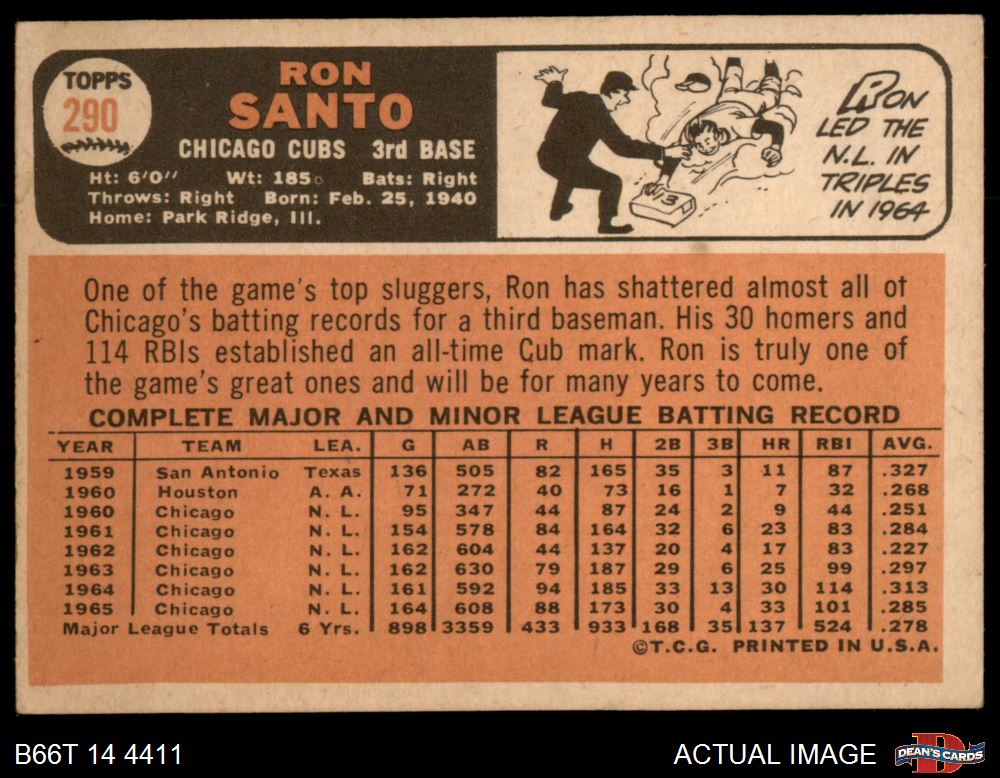 TOPPS
290
RON
SANTO
CHICAGO CUBS 3rd BASE
Ht: 6'0" Wt: 185 Bats: Right
Throws: Right Born: Feb. 25, 1940
Home: Park Ridge, Ill.
3
RON
LED THE
N.L. IN
TRIPLES
IN 1964
One of the game's top sluggers, Ron has shattered almost all of
Chicago's batting records for a third baseman. His 30 homers and
114 RBIs established an all-time Cub mark. Ron is truly one of
the game's great ones and will be for many years to come.
COMPLETE MAJOR AND MINOR LEAGUE BATTING RECORD
YEAR TEAM LEA. G AB R H 2B 3B HR RBI AVG.
1959 San Antonio Texas 136 505 82 165 35 3 11 87 .327
1960 Houston A. A. 71 272 40 73 16 1 7 32 .268
1960 Chicago N. L. 95 347 44 87 24 2 9 44 .251
1961 Chicago N. L. 154 578 84 164 32 6 23 83 .284
1962 Chicago N. L. 162 604 44 137 20 4 17 83 .227
1963 Chicago N. L. 162 630 79 187 29 6 25 99 .297
1964 Chicago N. L. 161 592 94 185 33 13 30 114 .313
1965 Chicago N. L. 164 608 88 173 30 4 33 101 .285
Major League Totals 6 Yrs. 898 3359 433 933 168 35 137 524 .278
©T.C.G. PRINTED IN U.S.A.
B66T 14 4411
ACTUAL IMAGE
DEAN'S CARDS